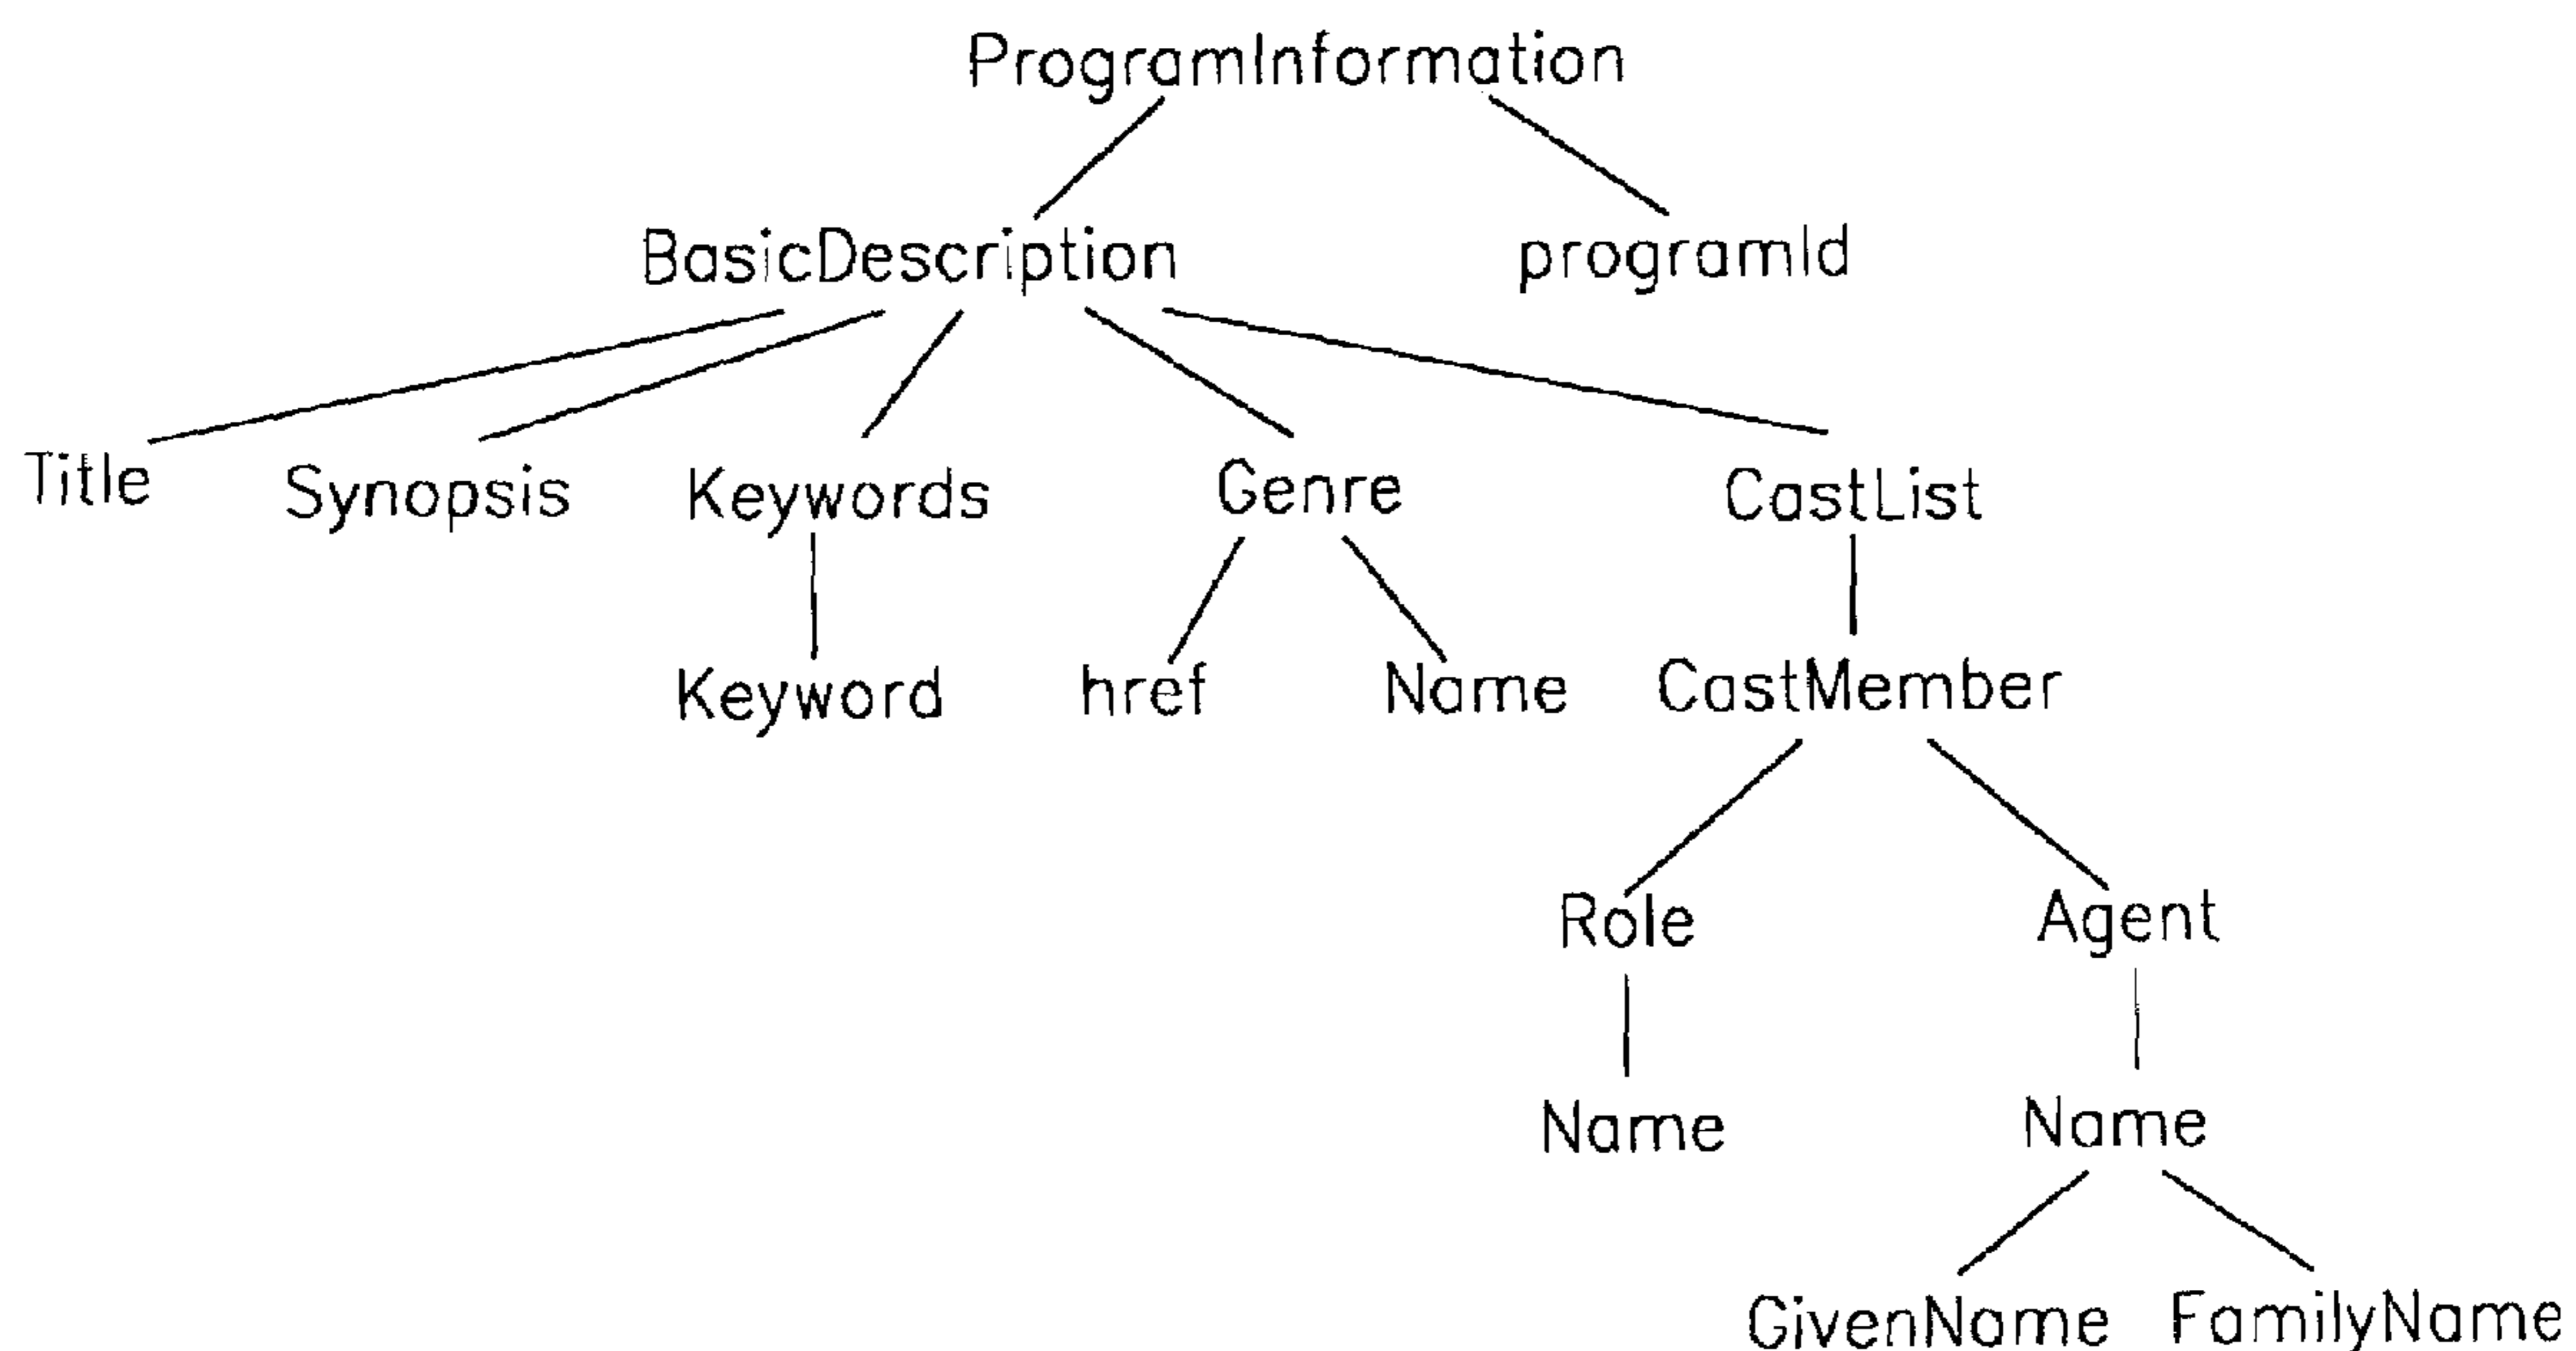 ProgramInformation
BasicDescription programId
Title Synopsis Keywords Genre CastList
Keyword href Name CastMember
Role Agent
Name Name
GivenName FamilyName